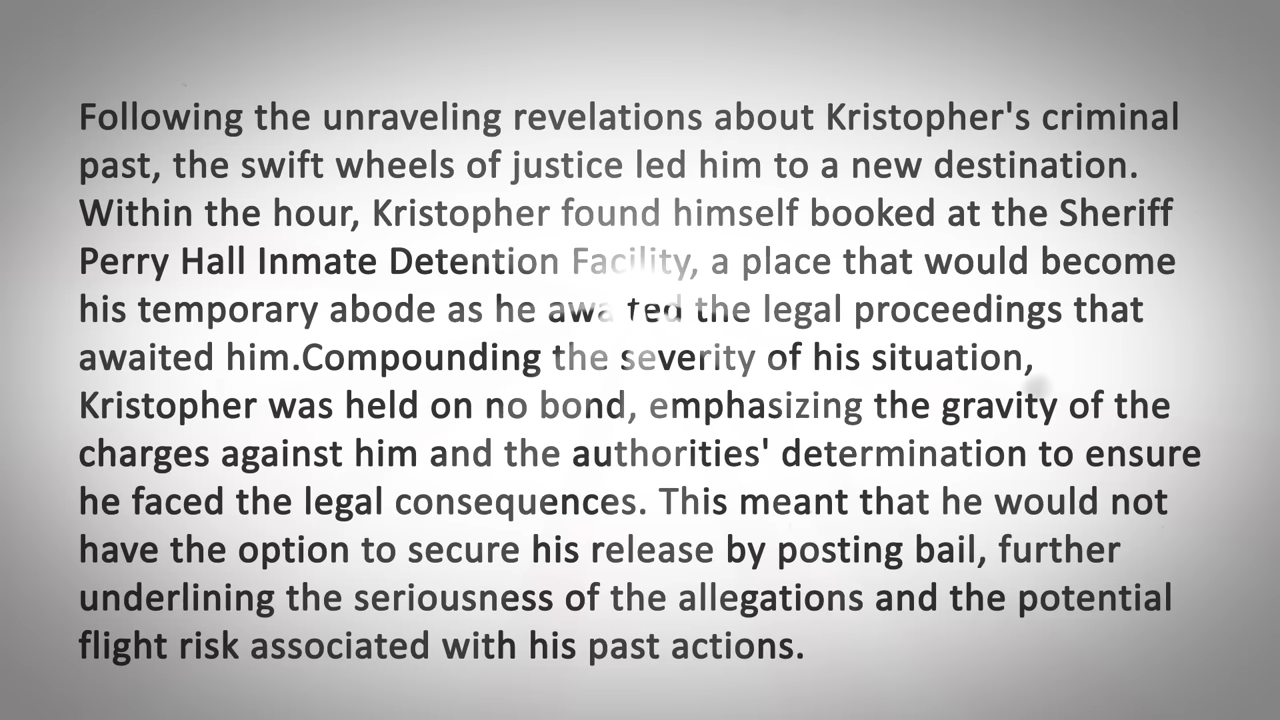 Following the unraveling revelations about Kristopher's criminal
past, the swift wheels of justice led him to a new destination.
Within the hour, Kristopher found himself booked at the Sheriff
Perry Hall Inmate Detention Facility, a place that would become
his temporary abode as he awaited the legal proceedings that
awaited him.Compounding the severity of his situation,
Kristopher was held on no bond, emphasizing the gravity of the
charges against him and the authorities' determination to ensure
he faced the legal consequences. This meant that he would not
have the option to secure his release by posting bail, further
underlining the seriousness of the allegations and the potential
flight risk associated with his past actions.